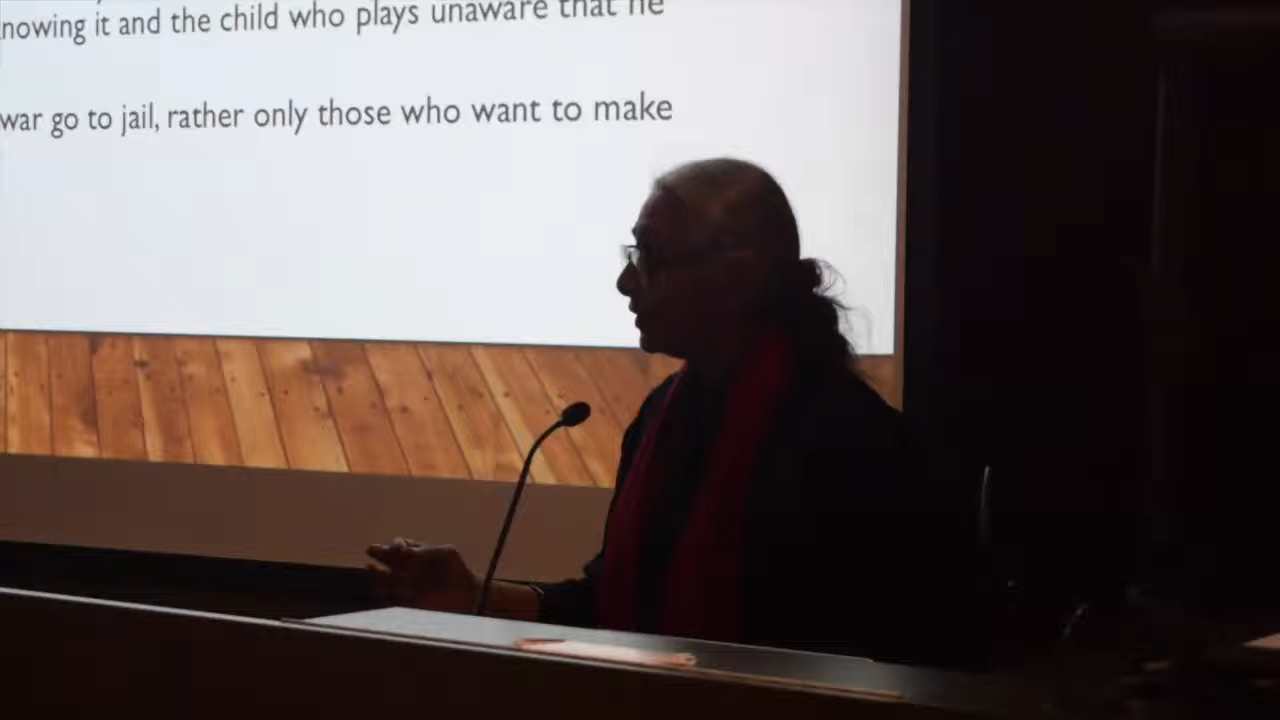 nowing it and the child who plays unaware that he
war go to jail, rather only those who want to make